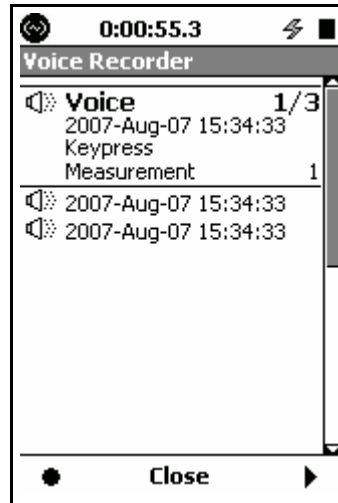 0:00:55.3
Voice Recorder
Voice 1/3
2007-Aug-07 15:34:33
Keypress
Measurement 1
2007-Aug-07 15:34:33
2007-Aug-07 15:34:33
Close